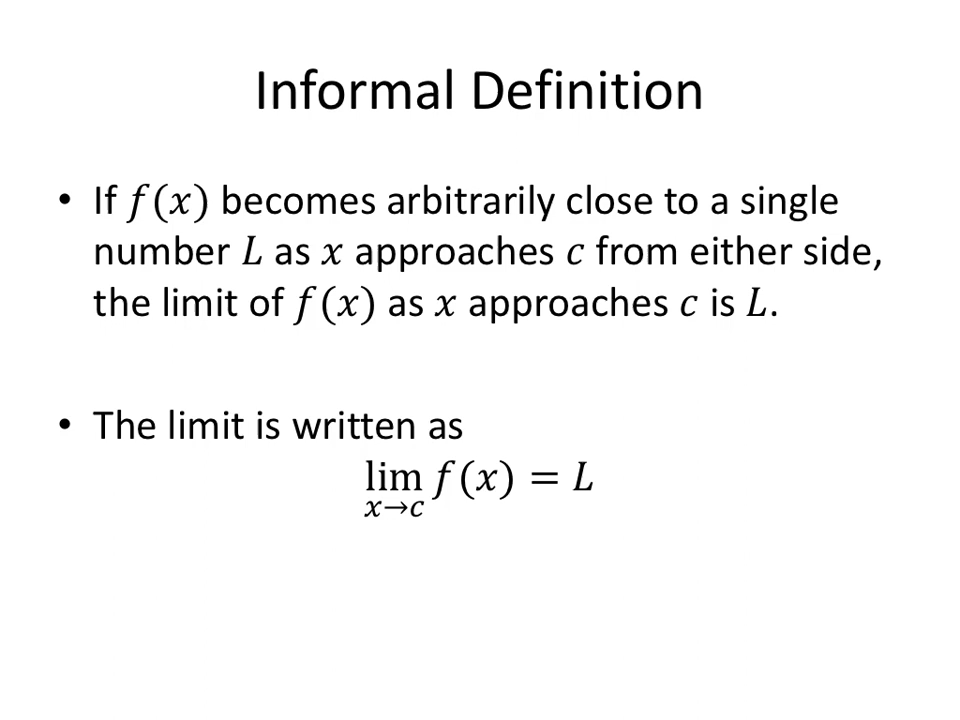 Informal Definition
• If f(x) becomes arbitrarily close to a single
number L as x approaches c from either side,
the limit of f(x) as x approaches c is L.
• The limit is written as
lim f(x) = L
x→c